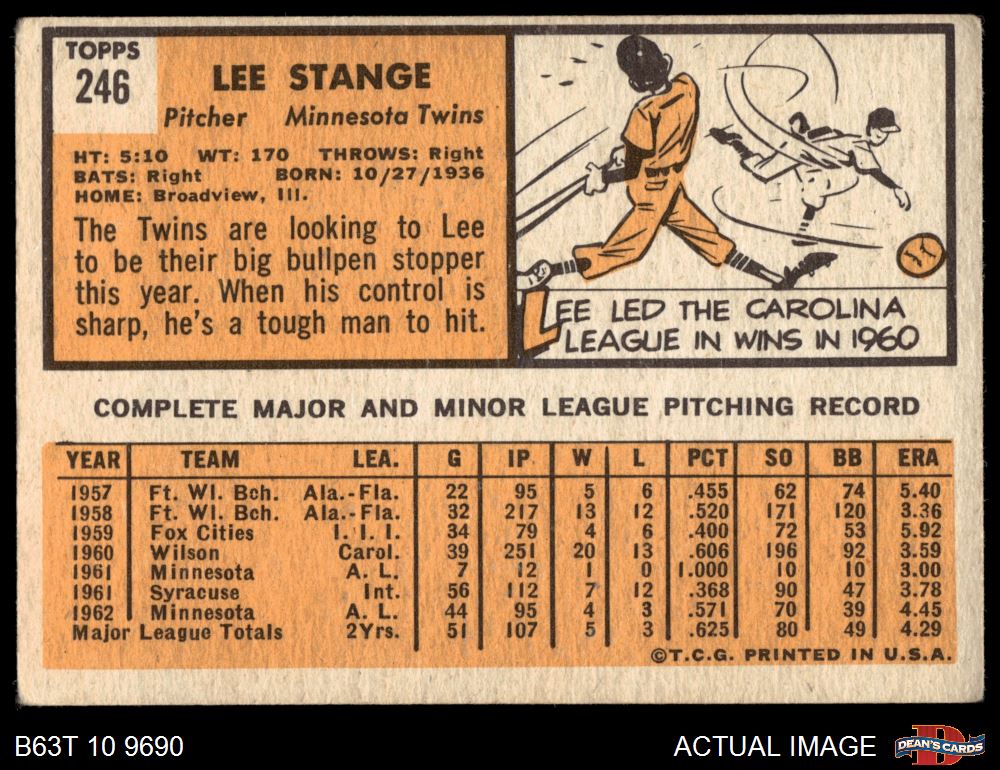 TOPPS
246
LEE STANGE
Pitcher Minnesota Twins
HT: 5:10 WT: 170 THROWS: Right
BATS: Right BORN: 10/27/1936
HOME: Broadview, Ill.
The Twins are looking to Lee
to be their big bullpen stopper
this year. When his control is
sharp, he's a tough man to hit.
LEE LED THE CAROLINA
LEAGUE IN WINS IN 1960
COMPLETE MAJOR AND MINOR LEAGUE PITCHING RECORD
YEAR TEAM LEA. G IP W L PCT SO BB ERA
1957 Ft. Wl. Bch. Ala.-Fla. 22 95 5 6 .455 62 74 5.40
1958 Ft. Wl. Bch. Ala.-Fla. 32 217 13 12 .520 171 120 3.36
1959 Fox Cities I. I. I. 34 79 4 6 .400 72 53 5.92
1960 Wilson Carol. 39 251 20 13 .606 196 92 3.59
1961 Minnesota A. L. 7 12 1 0 1.000 10 10 3.00
1961 Syracuse Int. 56 112 7 12 .368 90 47 3.78
1962 Minnesota A. L. 44 95 4 3 .571 70 39 4.45
Major League Totals 2Yrs. 51 107 5 3 .625 80 49 4.29
©T.C.G. PRINTED IN U.S.A.
B63T 10 9690
ACTUAL IMAGE
D
DEAN'S CARDS